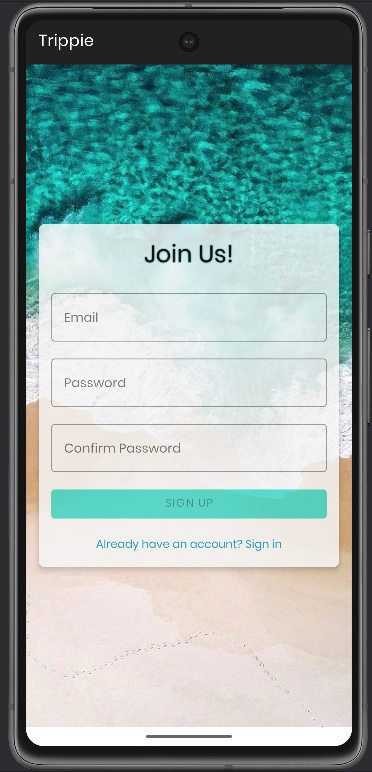 Trippie
Join Us!
Email
Password
Confirm Password
SIGN UP
Already have an account? Sign in